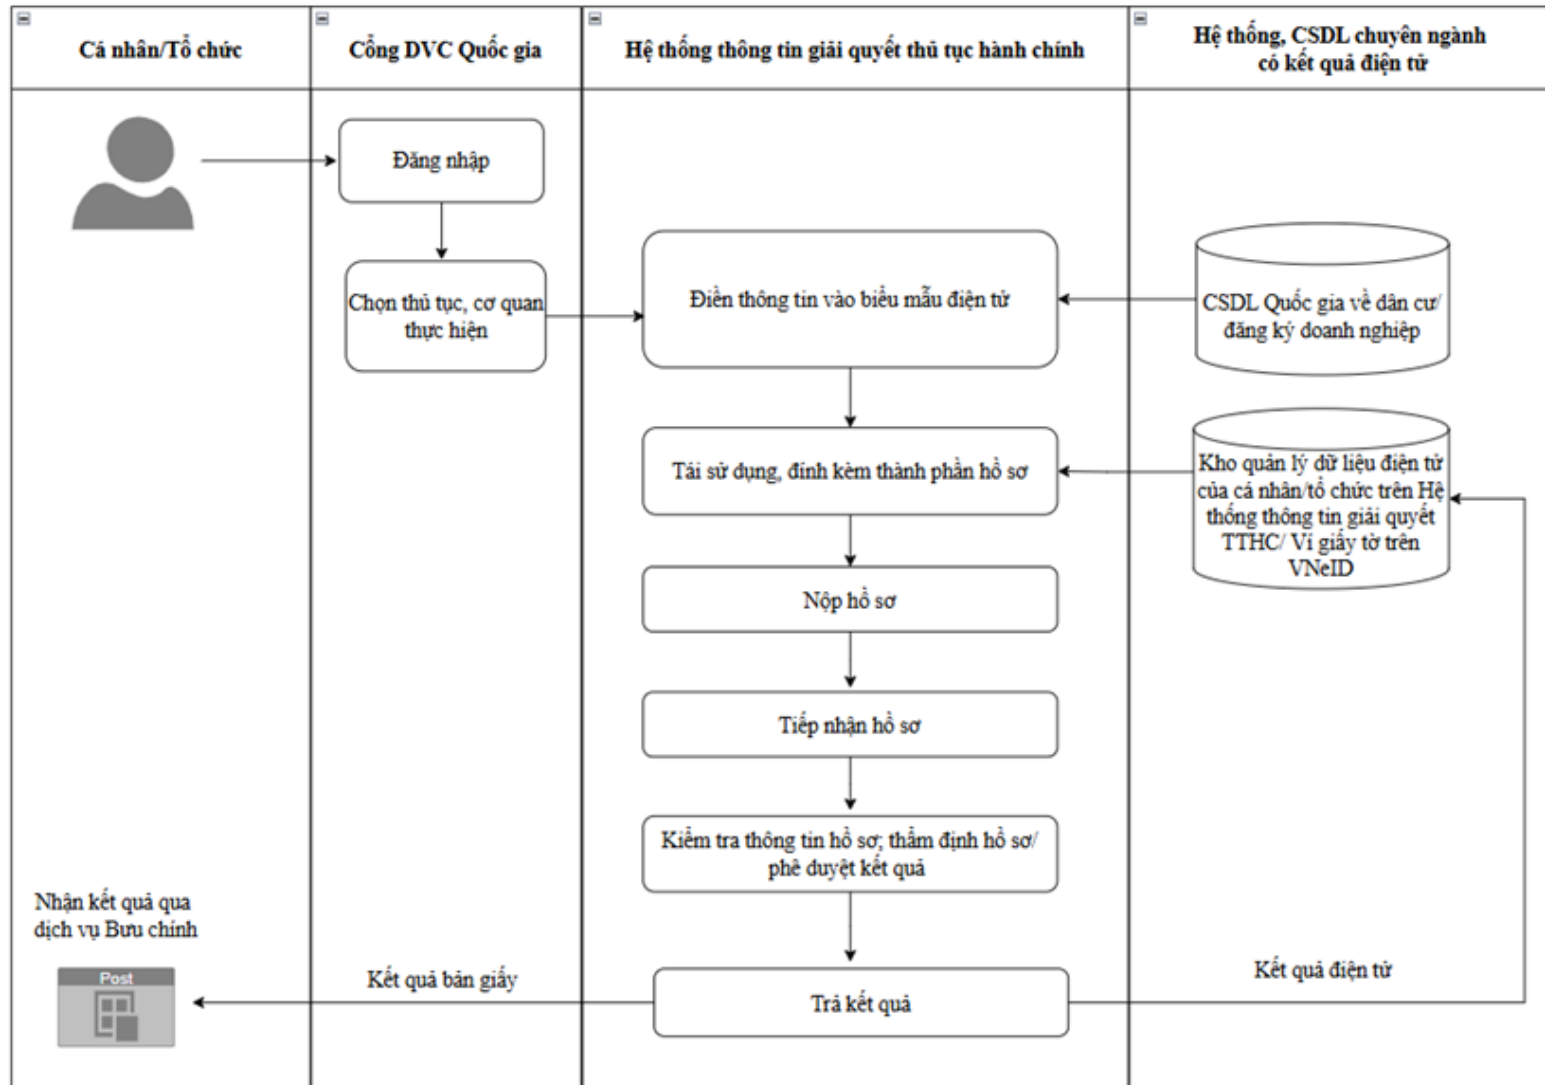 Cá nhân/Tổ chức
Cổng DVC Quốc gia
Hệ thống thông tin giải quyết thủ tục hành chính
Hệ thống, CSDL chuyên ngành
có kết quả điện tử
Đăng nhập
Chọn thủ tục, cơ quan
thực hiện
Điền thông tin vào biểu mẫu điện tử
CSDL Quốc gia về dân cư/
đăng ký doanh nghiệp
Tái sử dụng, đính kèm thành phần hồ sơ
Kho quản lý dữ liệu điện tử
của cá nhân/tổ chức trên Hệ
thống thông tin giải quyết
TTHC/ Ví giấy tờ trên
VNeID
Nộp hồ sơ
Tiếp nhận hồ sơ
Kiểm tra thông tin hồ sơ; thẩm định hồ sơ/
phê duyệt kết quả
Nhận kết quả qua
dịch vụ Bưu chính
Post
Kết quả bản giấy
Trả kết quả
Kết quả điện tử